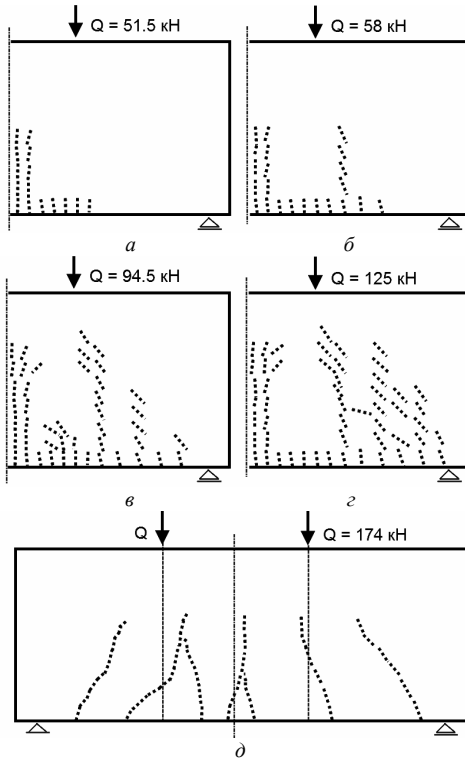 Q = 51.5 кН
Q = 58 кН
а
б
Q = 94.5 кН
Q = 125 кН
в
г
Q
Q = 174 кН
д